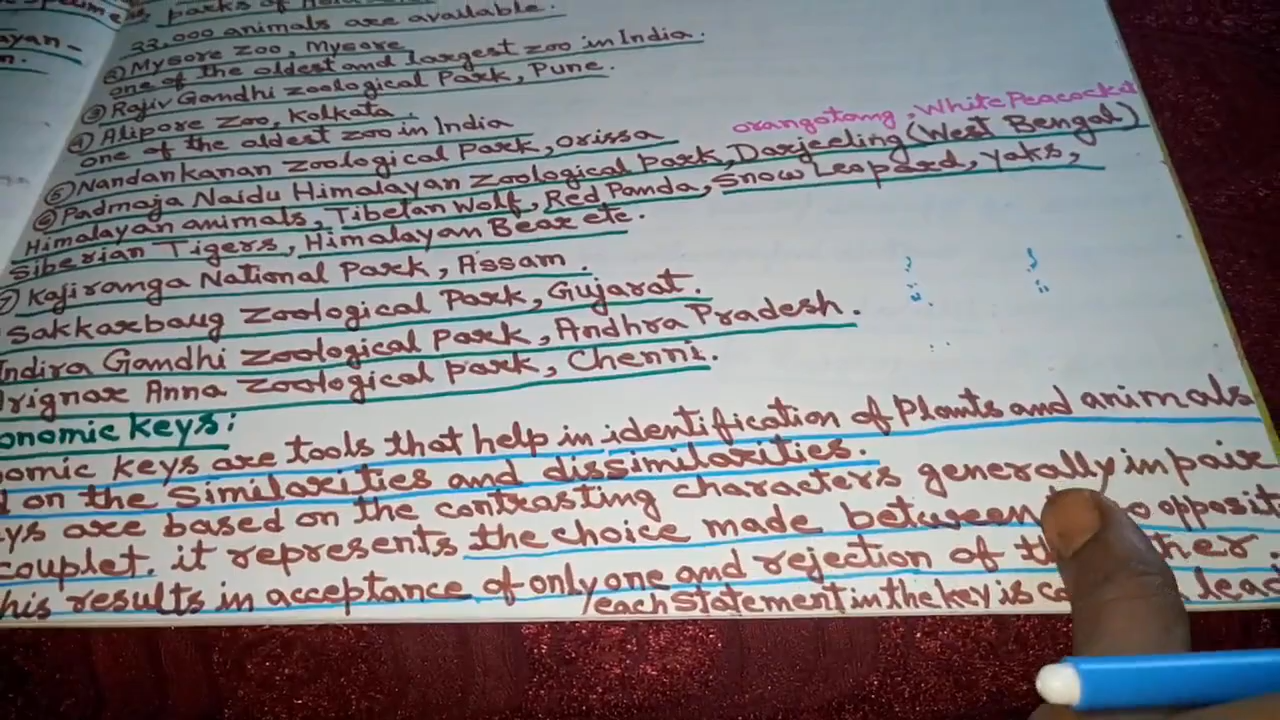 parks of
33,000 animals are available.
② Mysore Zoo, Mysore
one of the oldest and largest zoo in India.
③ Rajiv Gandhi Zoological Park, Pune.
④ Alipore Zoo, Kolkata.
one of the oldest zoo in India
orangotang, White Peacocks
⑤ Nandankanan Zoological Park, Orissa
⑥ Padmaja Naidu Himalayan Zoological Park, Darjeeling (West Bengal)
Himalayan animals, Tibetan Wolf, Red Panda, Snow Leopard, Yaks,
Siberian Tigers, Himalayan Bear etc.
⑦ Kajiranga National Park, Assam.
Sakkarbaug Zoological Park, Gujarat.
Indira Gandhi Zoological Park, Andhra Pradesh.
rignar Anna Zoological park, Chenni.
onomic keys:
omic keys are tools that help in identification of Plants and animals
on the similarities and dissimilarities.
ys are based on the contrasting characters generally in pair
couplet. it represents the choice made between opposit
his results in acceptance of only one and rejection of the other.
each statement in the key is lead